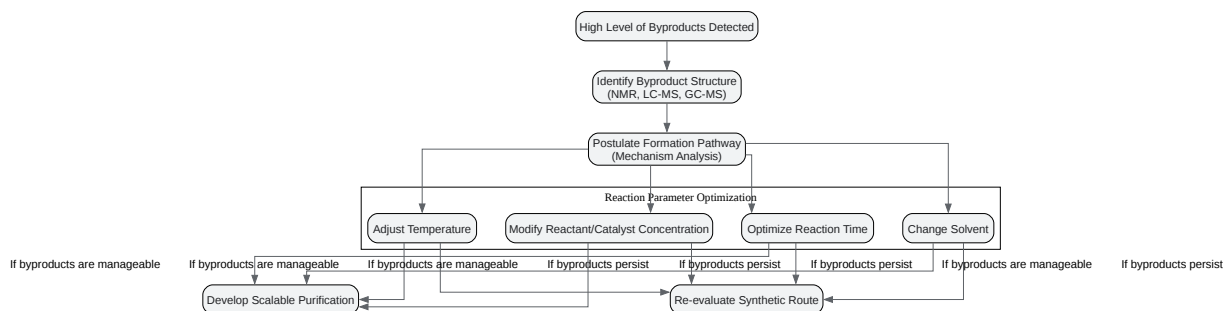 High Level of Byproducts Detected
Identify Byproduct Structure
(NMR, LC-MS, GC-MS)
Postulate Formation Pathway
(Mechanism Analysis)
Reaction Parameter Optimization
Adjust Temperature
Modify Reactant/Catalyst Concentration
Optimize Reaction Time
Change Solvent
If byproducts are manageable
If byproducts are manageable
If byproducts are manageable
If byproducts persist
If byproducts persist
If byproducts persist
If byproducts are manageable
If byproducts persist
Develop Scalable Purification
Re-evaluate Synthetic Route